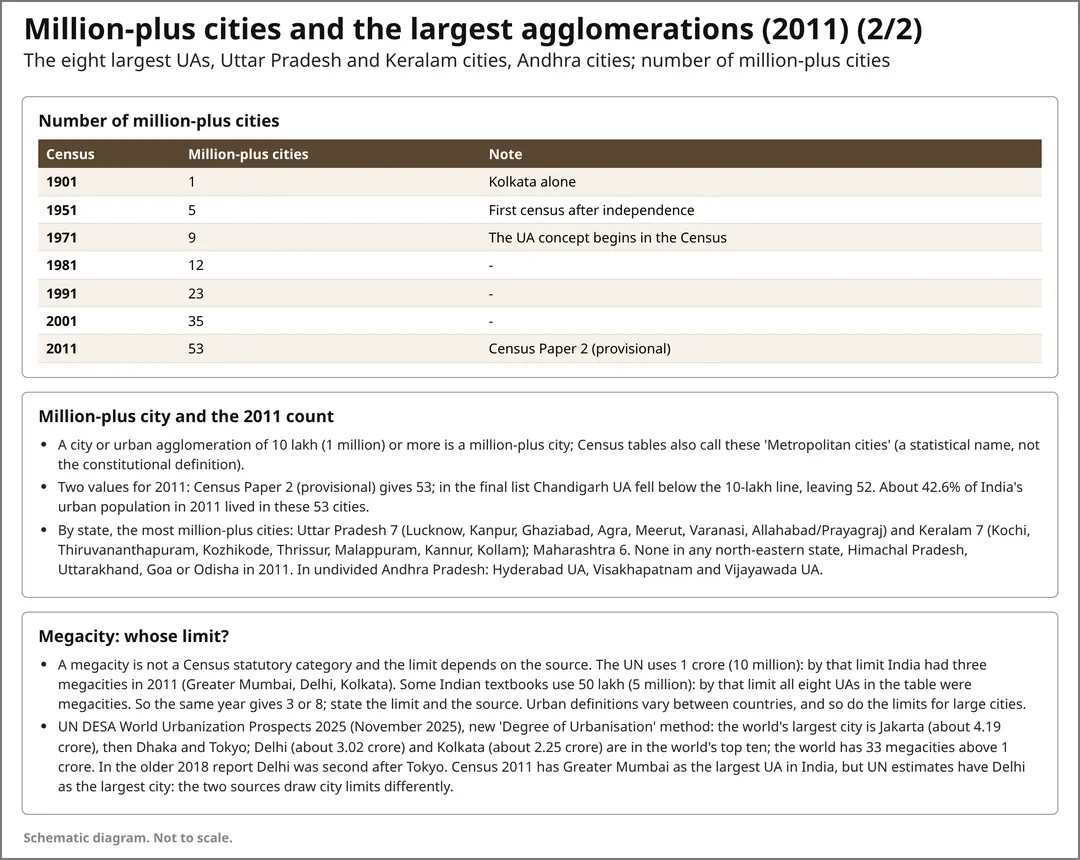 Million-plus cities and the largest agglomerations (2011) (2/2)
The eight largest UAs, Uttar Pradesh and Keralam cities, Andhra cities; number of million-plus cities
Number of million-plus cities
Census Million-plus cities Note
1901 1 Kolkata alone
1951 5 First census after independence
1971 9 The UA concept begins in the Census
1981 12 -
1991 23 -
2001 35 -
2011 53 Census Paper 2 (provisional)
Million-plus city and the 2011 count
• A city or urban agglomeration of 10 lakh (1 million) or more is a million-plus city; Census tables also call these 'Metropolitan cities' (a statistical name, not
the constitutional definition).
• Two values for 2011: Census Paper 2 (provisional) gives 53; in the final list Chandigarh UA fell below the 10-lakh line, leaving 52. About 42.6% of India's
urban population in 2011 lived in these 53 cities.
• By state, the most million-plus cities: Uttar Pradesh 7 (Lucknow, Kanpur, Ghaziabad, Agra, Meerut, Varanasi, Allahabad/Prayagraj) and Keralam 7 (Kochi,
Thiruvananthapuram, Kozhikode, Thrissur, Malappuram, Kannur, Kollam); Maharashtra 6. None in any north-eastern state, Himachal Pradesh,
Uttarakhand, Goa or Odisha in 2011. In undivided Andhra Pradesh: Hyderabad UA, Visakhapatnam and Vijayawada UA.
Megacity: whose limit?
• A megacity is not a Census statutory category and the limit depends on the source. The UN uses 1 crore (10 million): by that limit India had three
megacities in 2011 (Greater Mumbai, Delhi, Kolkata). Some Indian textbooks use 50 lakh (5 million): by that limit all eight UAs in the table were
megacities. So the same year gives 3 or 8; state the limit and the source. Urban definitions vary between countries, and so do the limits for large cities.
• UN DESA World Urbanization Prospects 2025 (November 2025), new 'Degree of Urbanisation' method: the world's largest city is Jakarta (about 4.19
crore), then Dhaka and Tokyo; Delhi (about 3.02 crore) and Kolkata (about 2.25 crore) are in the world's top ten; the world has 33 megacities above 1
crore. In the older 2018 report Delhi was second after Tokyo. Census 2011 has Greater Mumbai as the largest UA in India, but UN estimates have Delhi
as the largest city: the two sources draw city limits differently.
Schematic diagram. Not to scale.